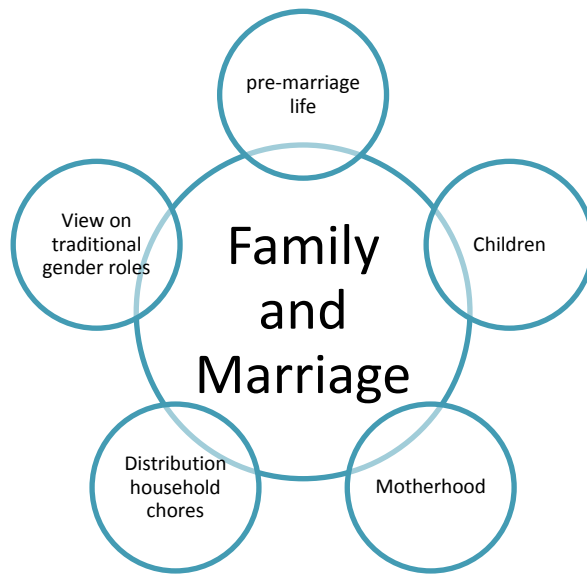 pre-marriage
life
View on
traditional
gender roles
Children
Family
and
Marriage
Distribution
household
chores
Motherhood